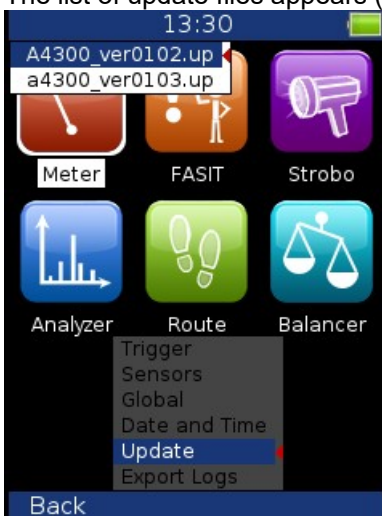 The list of update files appears (
13:30
A4300_ver0102.up
a4300_ver0103.up
Meter FASIT Strobo
Analyzer Route Balancer
Trigger
Sensors
Global
Date and Time
Update
Export Logs
Back